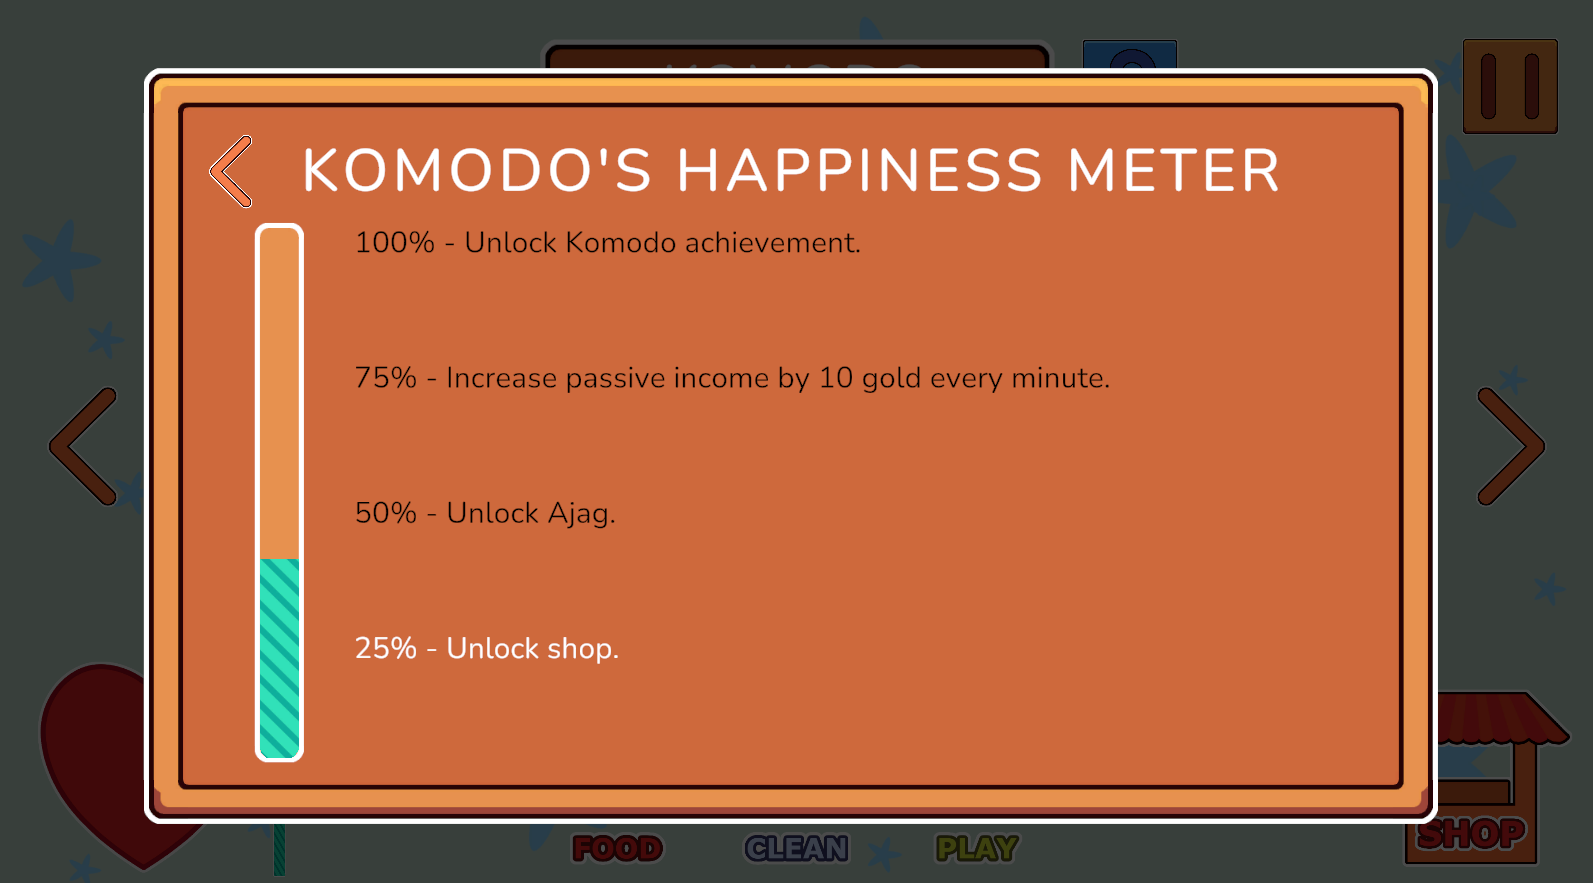 KOMODO
KOMODO'S HAPPINESS METER
100% - Unlock Komodo achievement.
75% - Increase passive income by 10 gold every minute.
50% - Unlock Ajag.
25% - Unlock shop.
FOOD
CLEAN
PLAY
SHOP